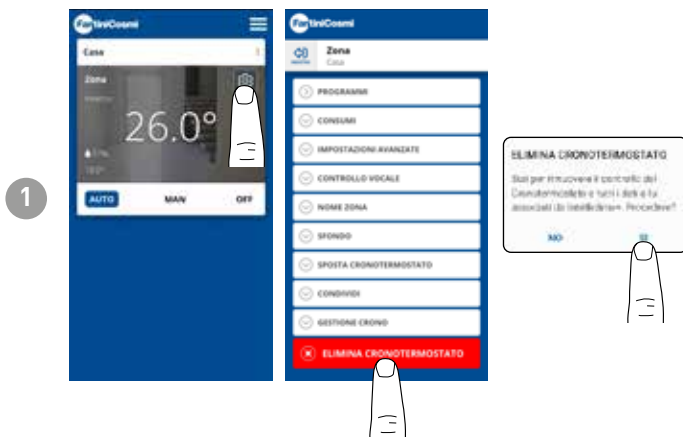 1
FantiniCosmi
Casa
Zona
26.0°
AUTO MAN OFF
FantiniCosmi
Zona
Casa
PROGRAMMI
CONSUMI
IMPOSTAZIONI AVANZATE
CONTROLLO VOCALE
NOME ZONA
SFONDO
SPOSTA CRONOTERMOSTATO
CONDIVIDI
GESTIONE CRONO
ELIMINA CRONOTERMOSTATO
ELIMINA CRONOTERMOSTATO
Stai per rimuovere il controllo del
Cronotermostato e tutti i dati a lui
associati da Intelliclima+. Procedere?
NO SI